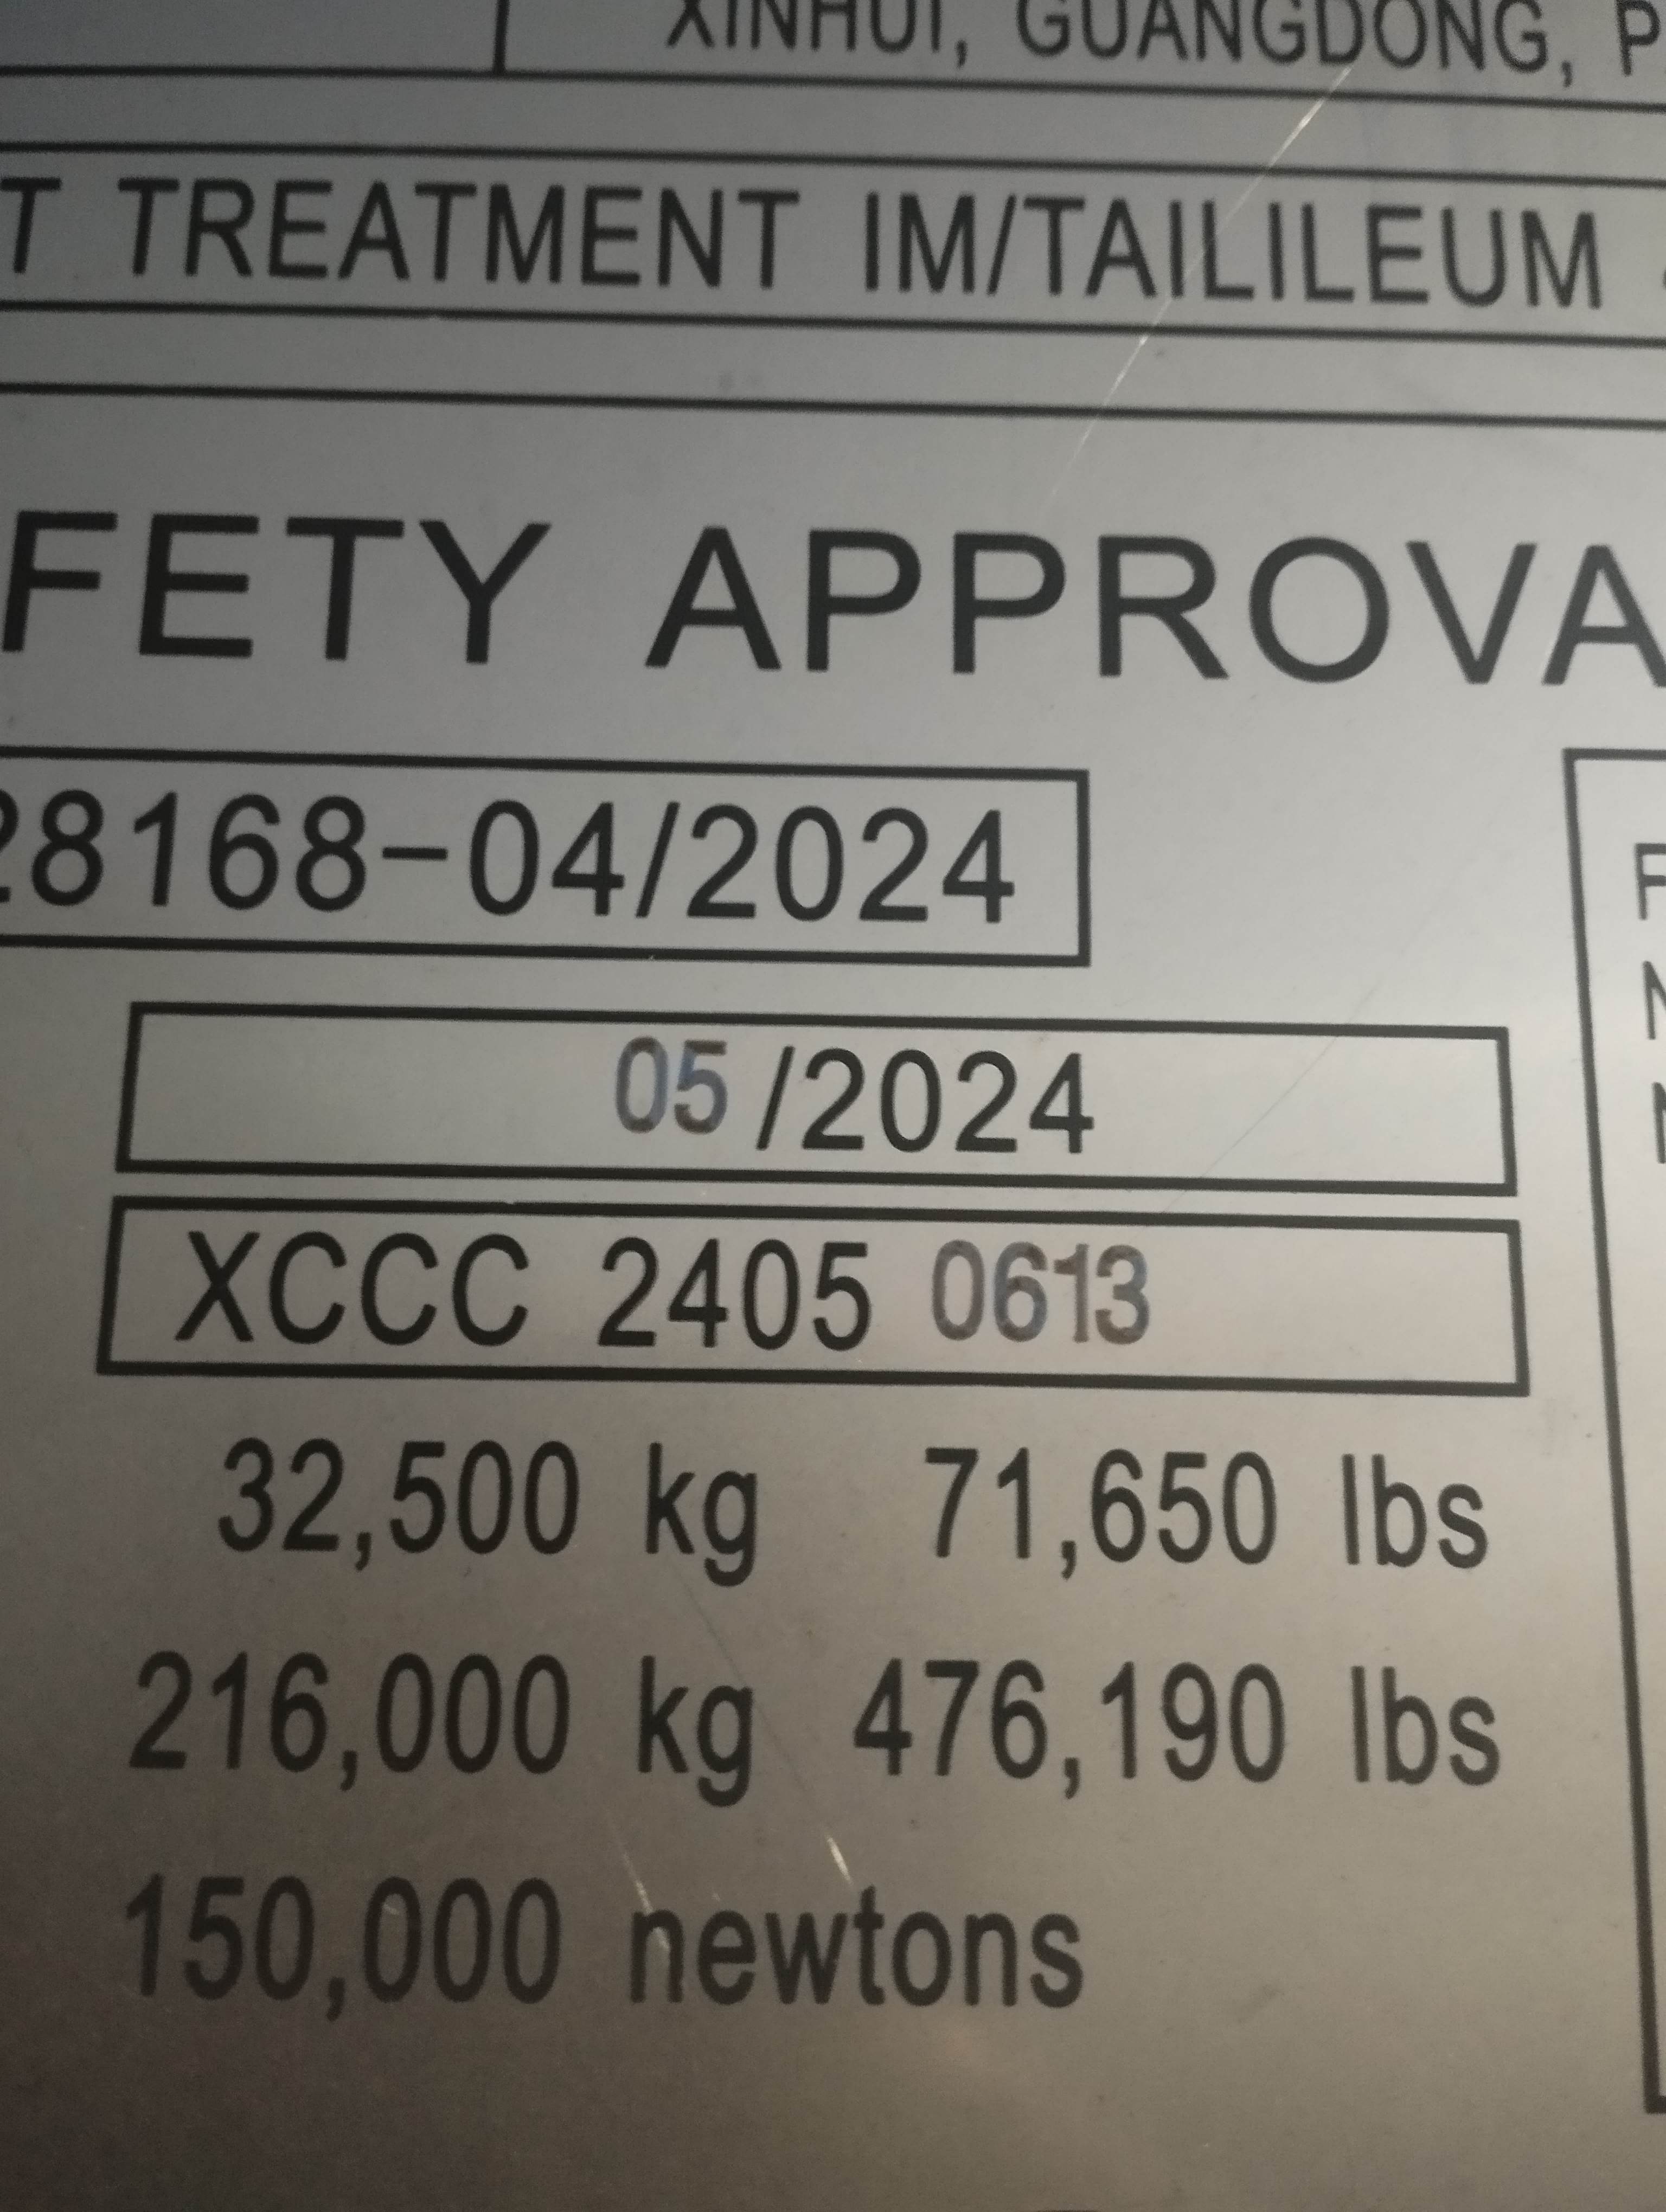 XINHUI, GUANGDONG, P
T TREATMENT IM/TAILILEUM
FETY APPROVA
28168-04/2024
05/2024
XCCC 2405 0613
32,500 kg 71,650 lbs
216,000 kg 476,190 lbs
150,000 newtons